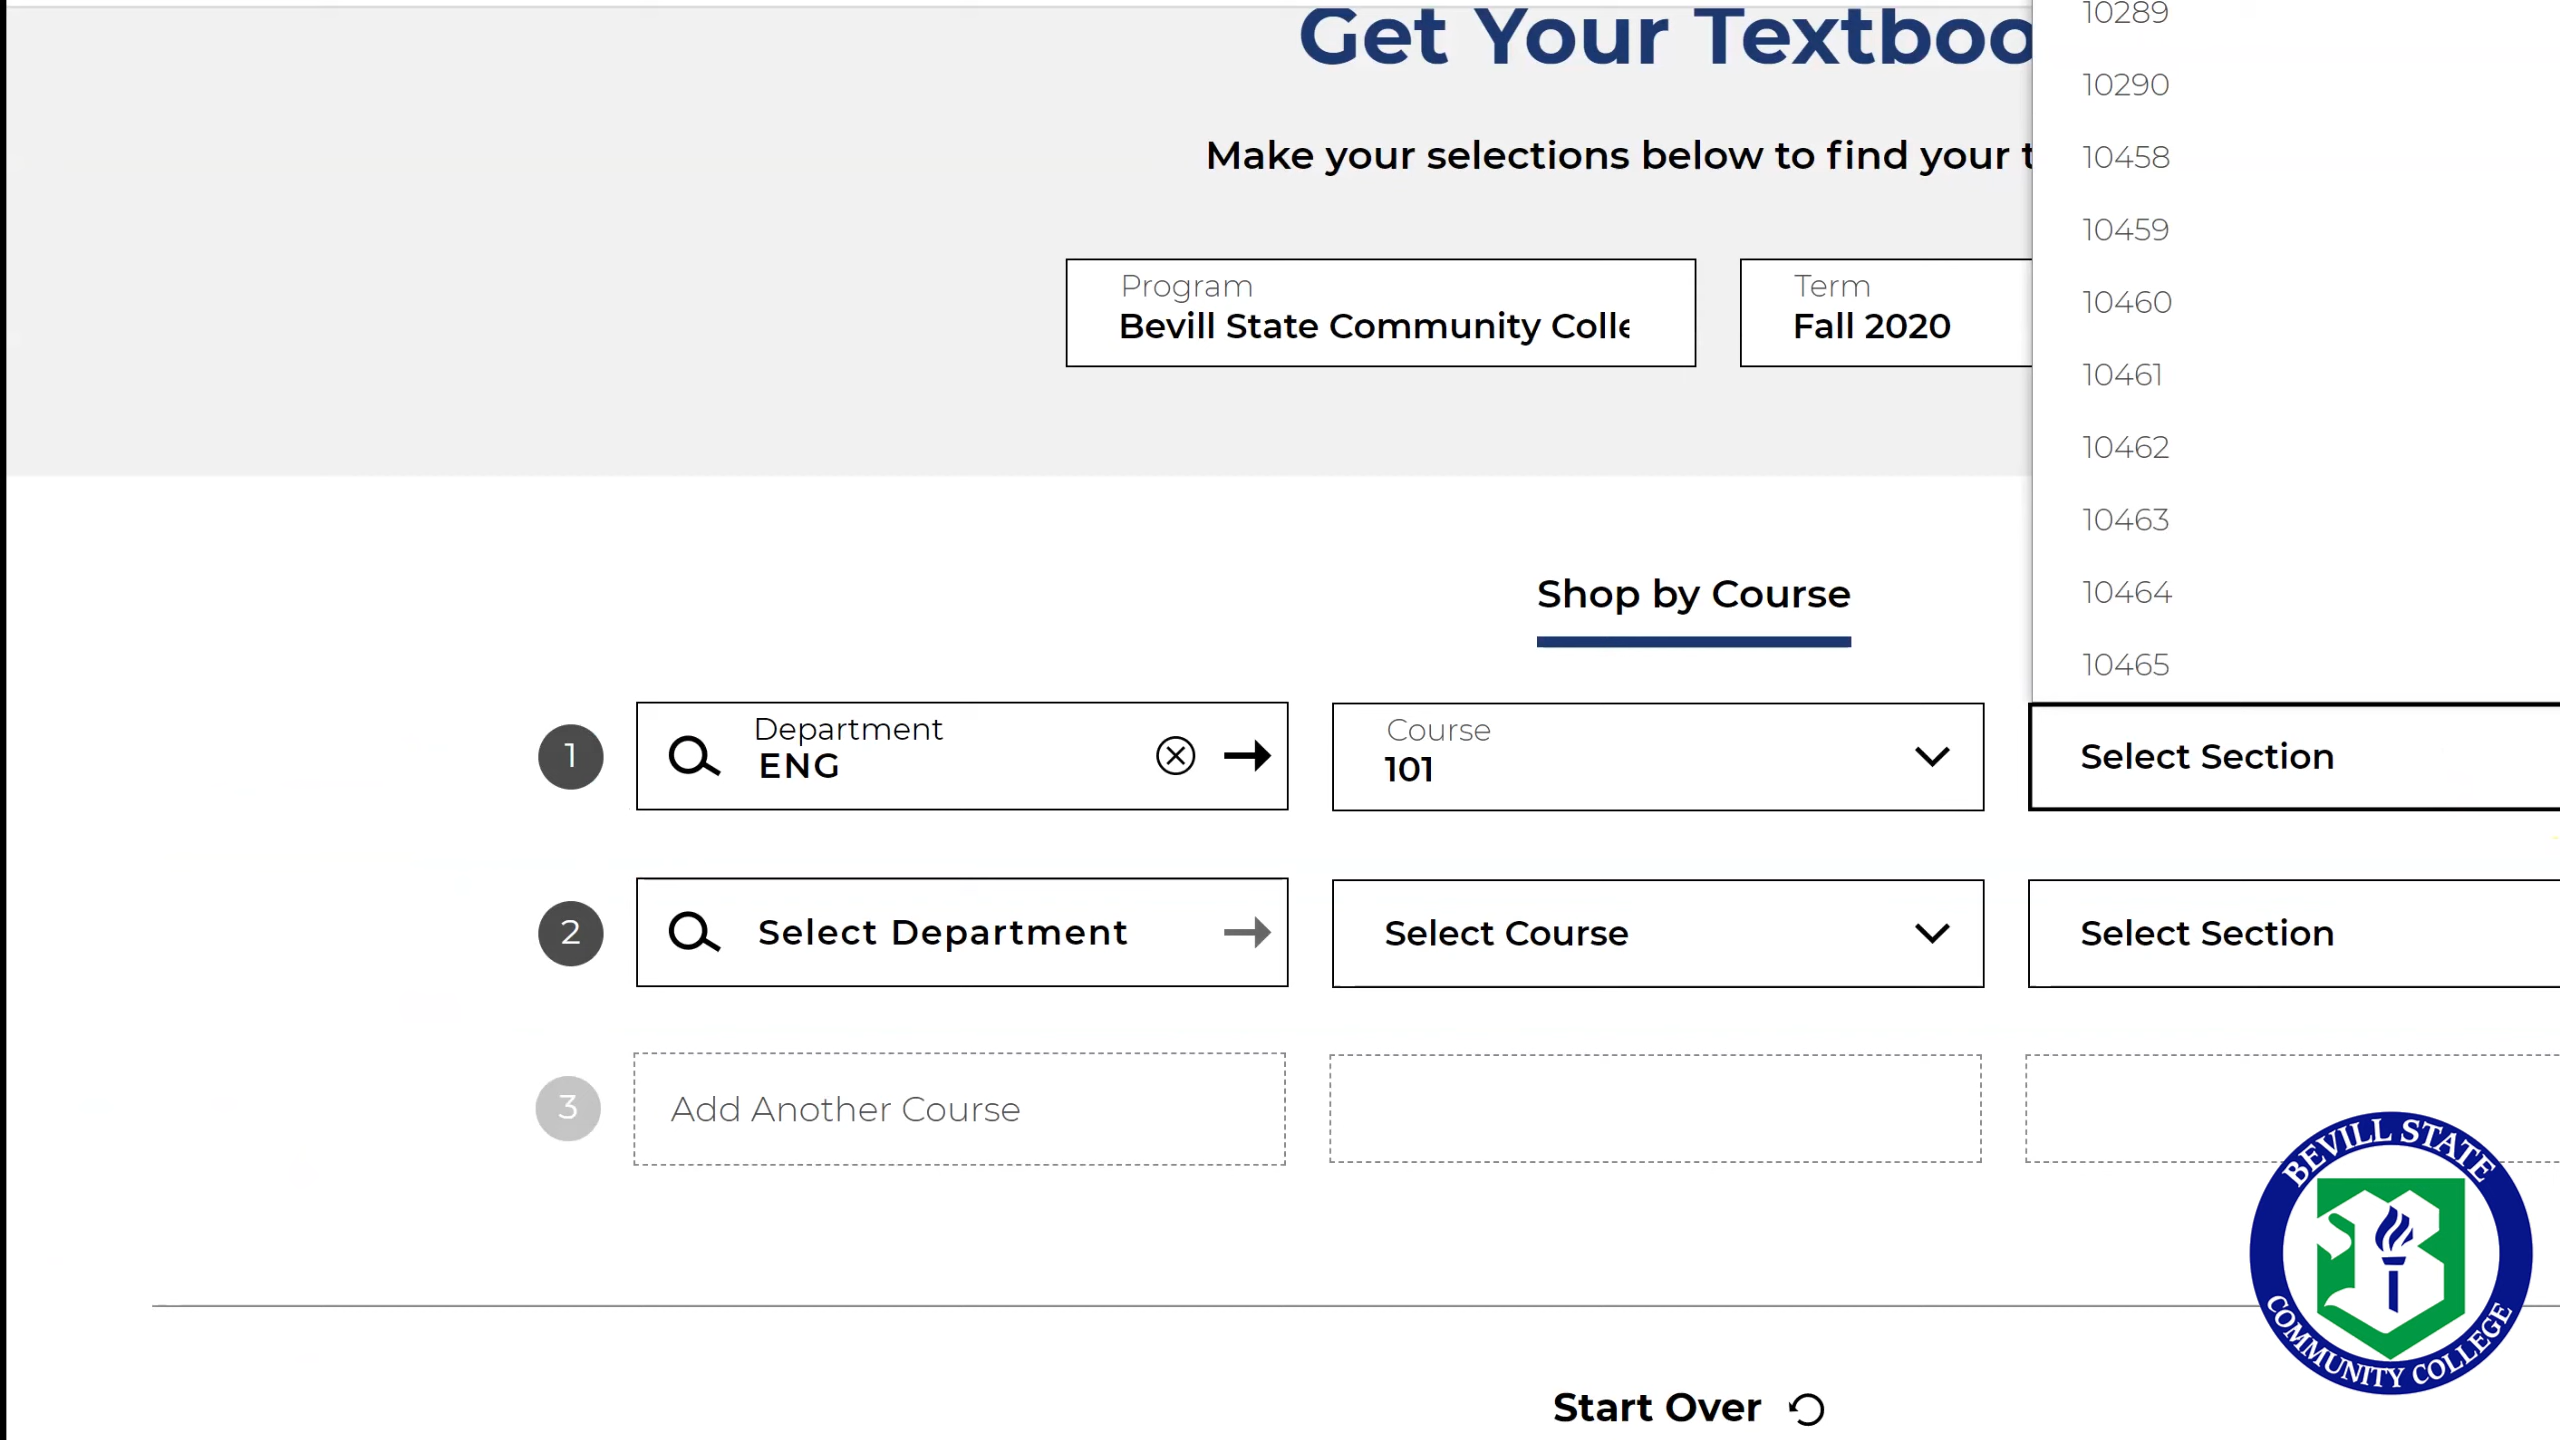 Get Your Textboo
Make your selections below to find your t
Program
Bevill State Community Colle
Term
Fall 2020
10289
10290
10458
10459
10460
10461
10462
10463
10464
10465
Shop by Course
1
Department
ENG
Course
101
Select Section
2
Select Department
Select Course
Select Section
3
Add Another Course
BEVILL STATE
COMMUNITY COLLEGE
Start Over